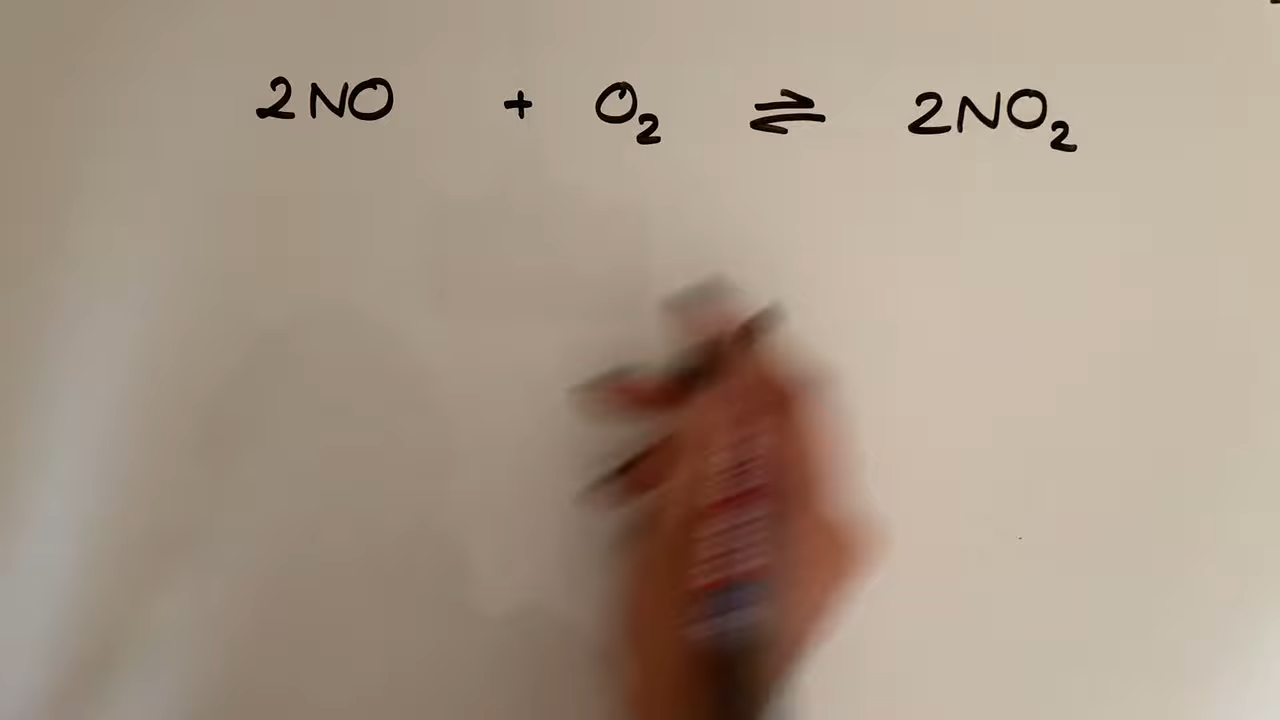 2NO + O₂ ⇌ 2NO₂